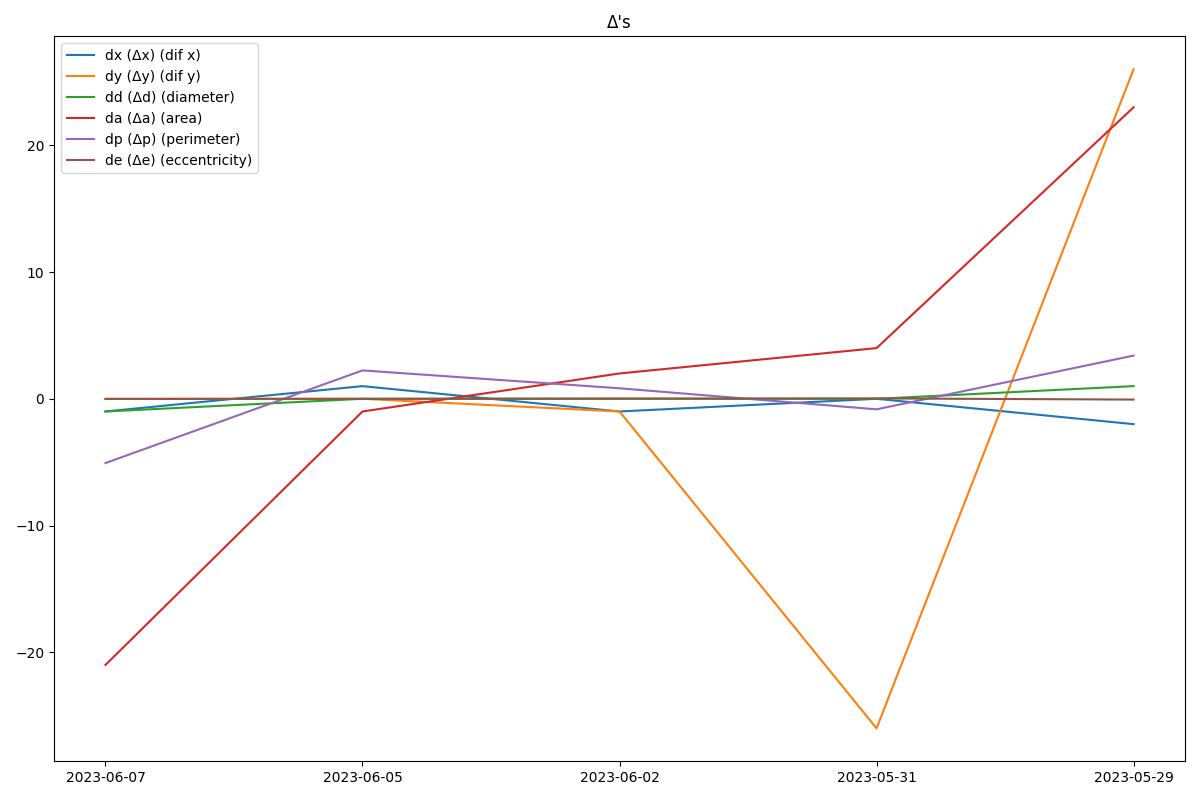 Δ's
dx (Δx) (dif x)
dy (Δy) (dif y)
dd (Δd) (diameter)
da (Δa) (area)
dp (Δp) (perimeter)
de (Δe) (eccentricity)
20
10
0
−10
−20
2023-06-07 2023-06-05 2023-06-02 2023-05-31 2023-05-29